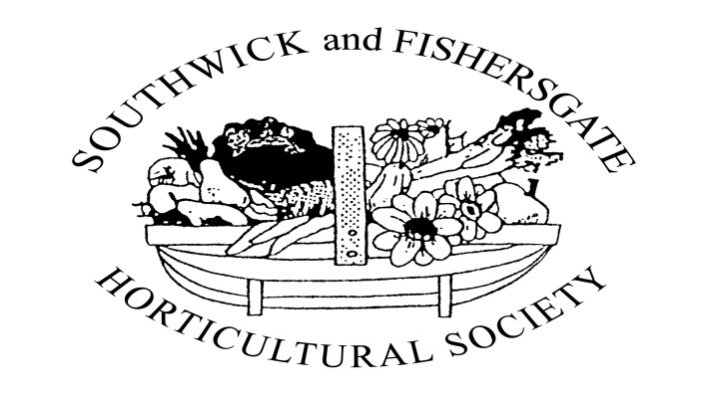 SOUTHWICK and FISHERSGATE
HORTICULTURAL SOCIETY